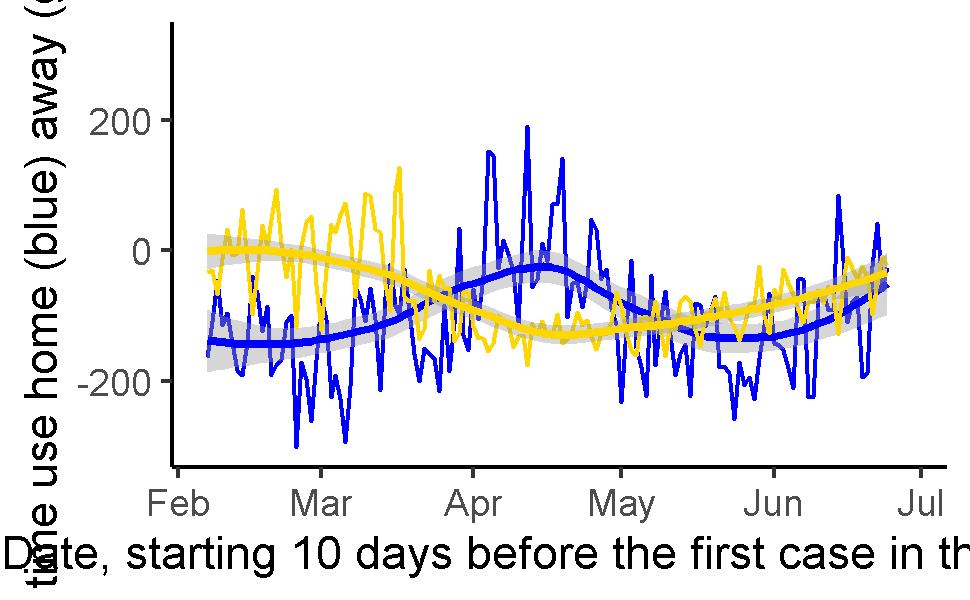 time use home (blue) away (
200
0
-200
Feb Mar Apr May Jun Jul
Date, starting 10 days before the first case in th